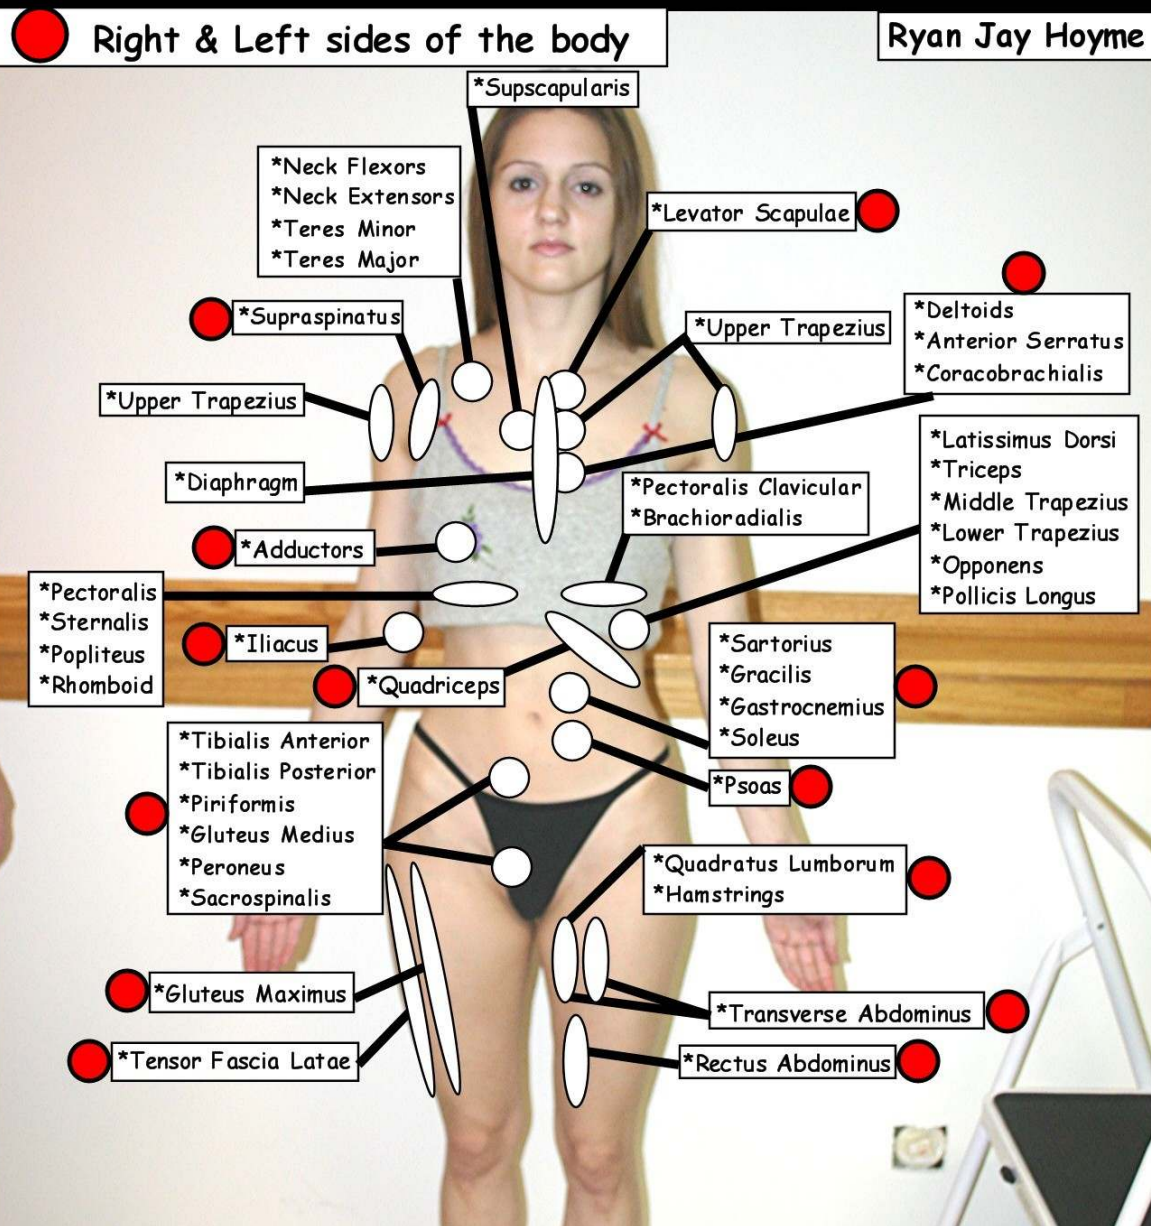 Right & Left sides of the body
Ryan Jay Hoyme
*Supscapularis
*Neck Flexors
*Neck Extensors
*Teres Minor
*Teres Major
*Levator Scapulae
*Supraspinatus
*Upper Trapezius
*Deltoids
*Anterior Serratus
*Coracobrachialis
*Upper Trapezius
*Diaphragm
*Pectoralis Clavicular
*Brachioradialis
*Latissimus Dorsi
*Triceps
*Middle Trapezius
*Lower Trapezius
*Opponens
*Pollicis Longus
*Adductors
*Pectoralis
*Sternalis
*Popliteus
*Rhomboid
*Iliacus
*Quadriceps
*Sartorius
*Gracilis
*Gastrocnemius
*Soleus
*Tibialis Anterior
*Tibialis Posterior
*Piriformis
*Gluteus Medius
*Peroneus
*Sacrospinalis
*Psoas
*Quadratus Lumborum
*Hamstrings
*Gluteus Maximus
*Transverse Abdominus
*Tensor Fascia Latae
*Rectus Abdominus